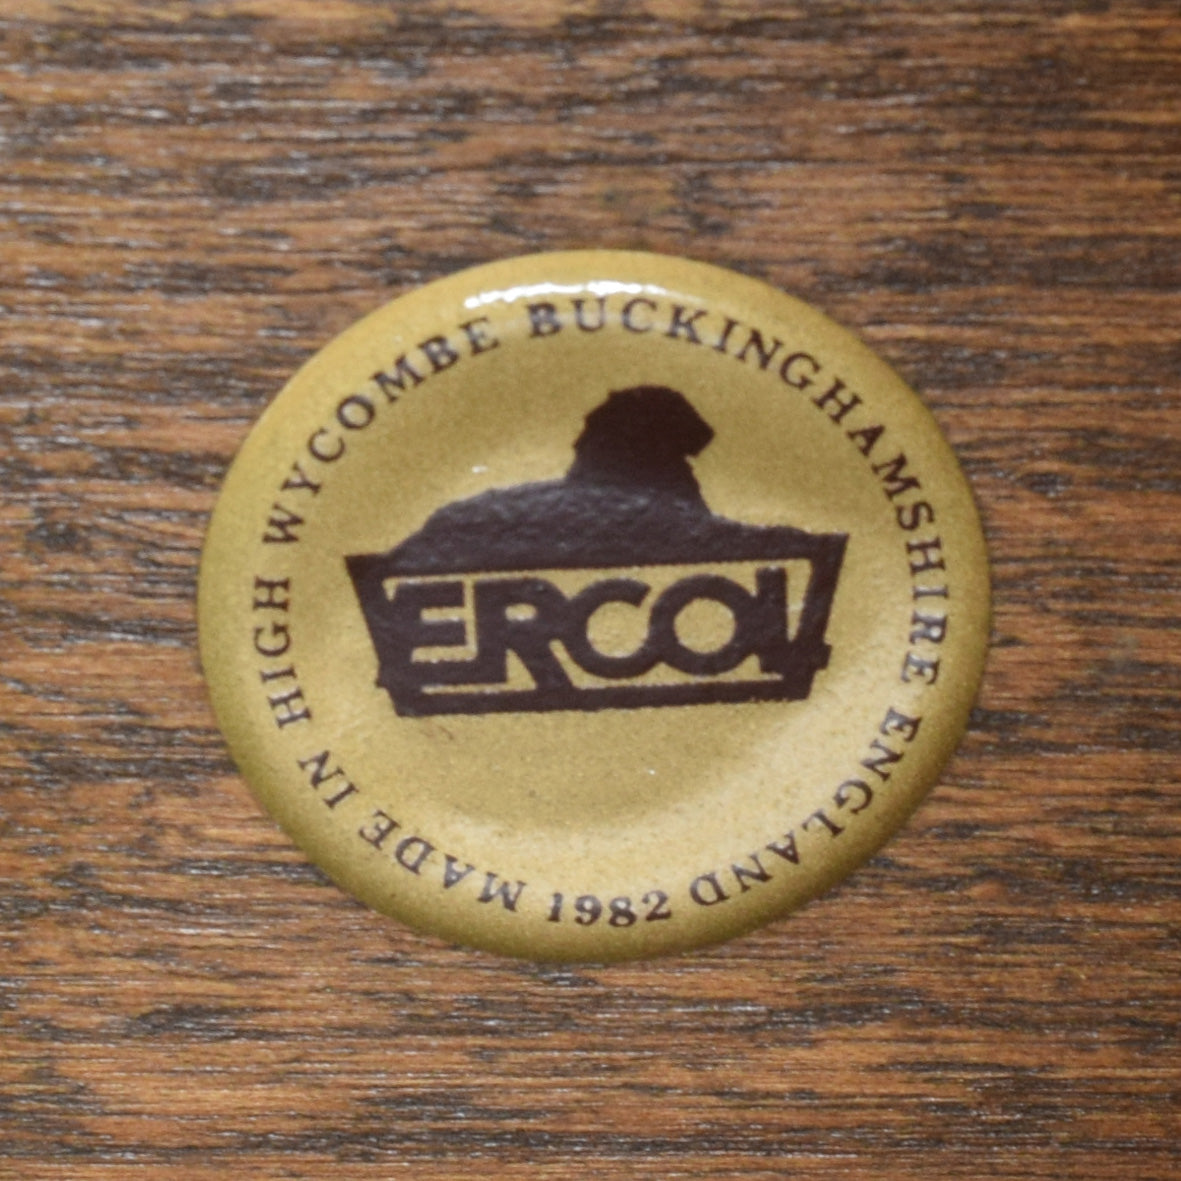 MADE IN HIGH WYCOMBE BUCKINGHAMSHIRE ENGLAND
ERCOL
1982